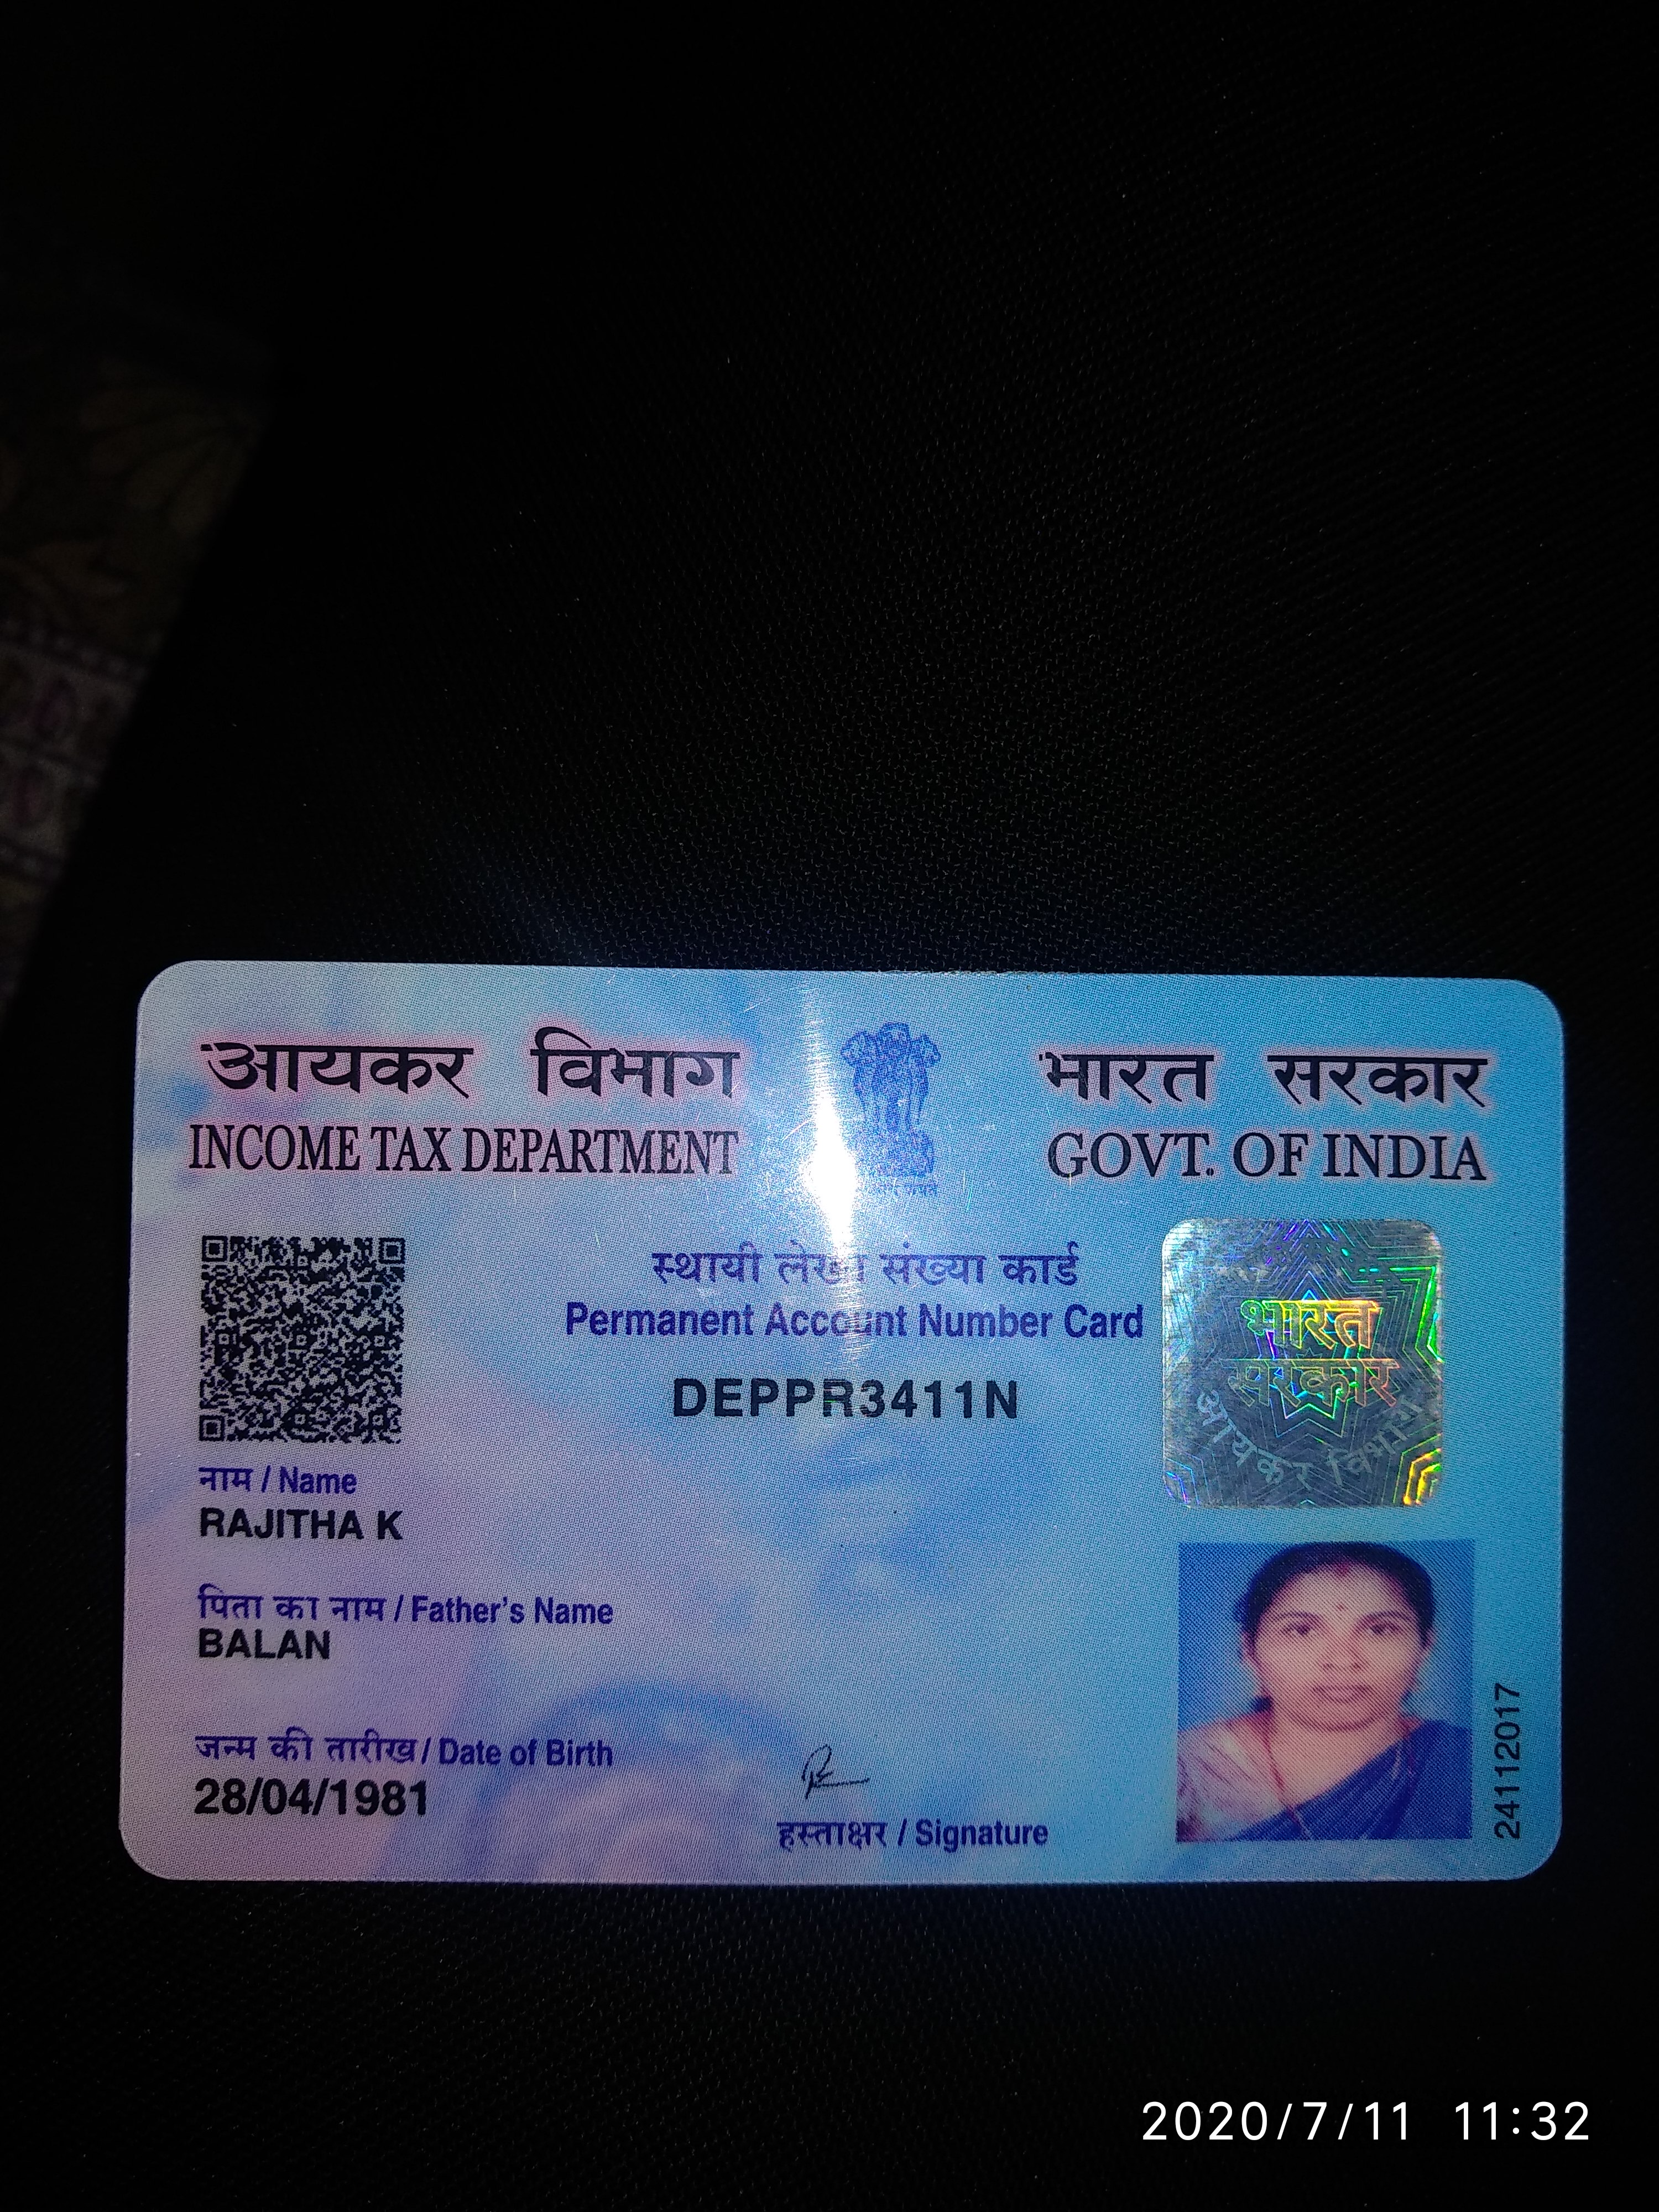 आयकर विभाग भारत सरकार
INCOME TAX DEPARTMENT GOVT. OF INDIA
स्थायी लेखा संख्या कार्ड
Permanent Account Number Card
DEPPR3411N
भारत
सरकार
आयकर विभाग
नाम / Name
RAJITHA K
पिता का नाम / Father's Name
BALAN
जन्म की तारीख / Date of Birth
28/04/1981
हस्ताक्षर / Signature
24112017
2020/7/11 11:32